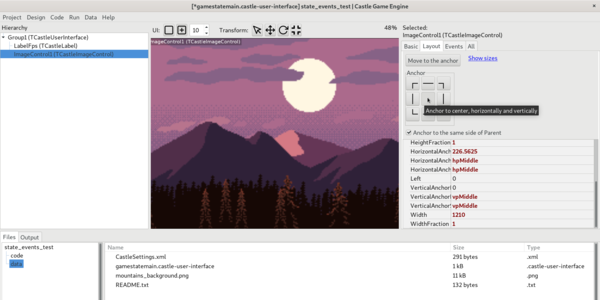 [*gamestatemain.castle-user-interface] state_events_test | Castle Game Engine
Project Design Code Run Data Help
Hierarchy
Group1 (TCastleUserInterface)
LabelFps (TCastleLabel)
ImageControl1 (TCastleImageControl)
UI: 10 Transform: 48%
ImageControl1 (TCastleImageControl)
Selected:
ImageControl1 (TCastleImageControl)
Basic Layout Events All
Move to the anchor Show sizes
Anchor
Anchor to center, horizontally and vertically
Anchor to the same side of Parent
HeightFraction 1
HorizontalAnch 226.5625
HorizontalAnch hpMiddle
HorizontalAnch hpMiddle
Left 0
VerticalAnchor 0
VerticalAnchor vpMiddle
VerticalAnchor vpMiddle
Width 1210
WidthFraction 1
Files Output
state_events_test
code
data
Name Size Type
CastleSettings.xml 291 bytes .xml
gamestatemain.castle-user-interface 1 kB .castle-user-interface
mountains_background.png 11 kB .png
README.txt 132 bytes .txt